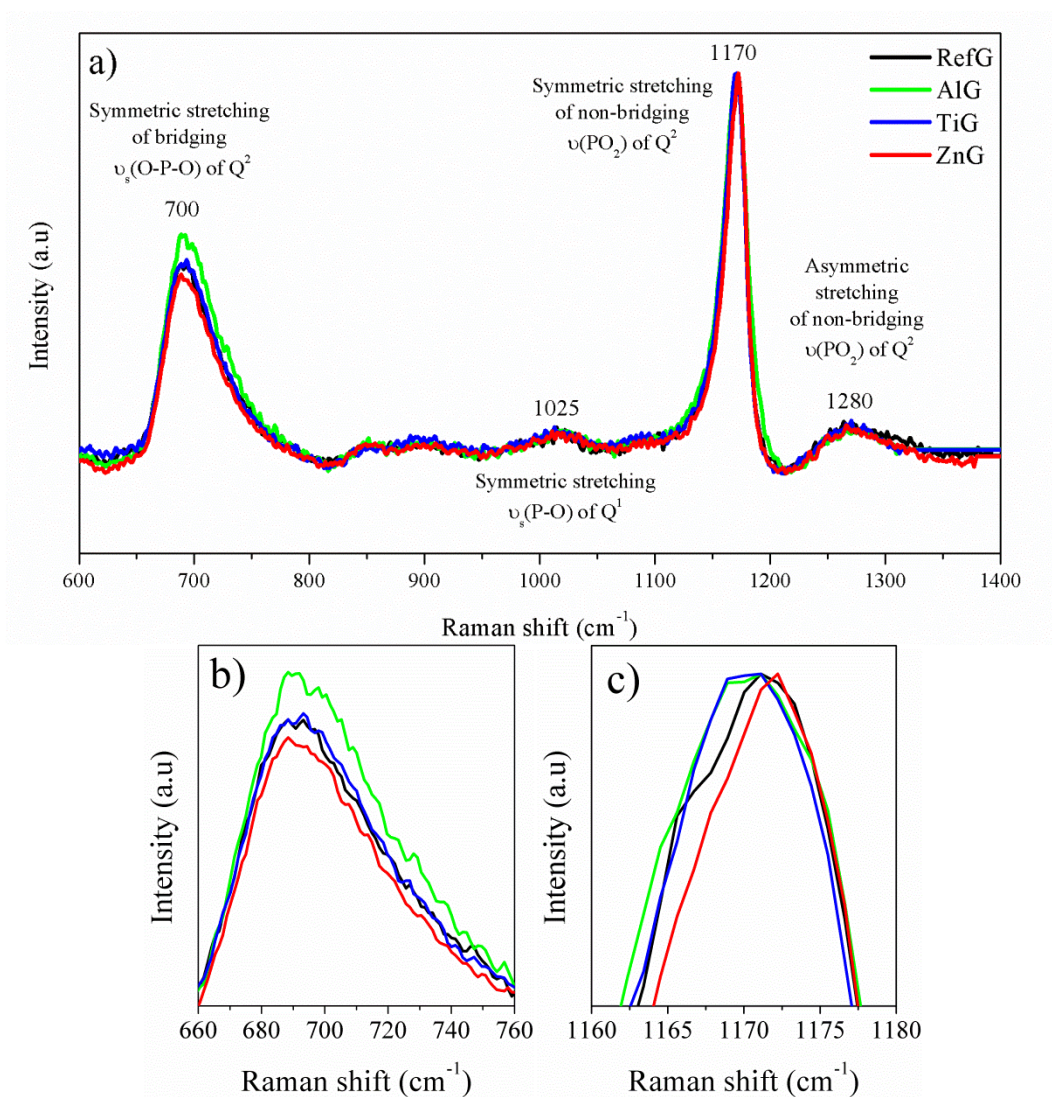 a)
Symmetric stretching
of bridging
υs(O-P-O) of Q²
700
Symmetric stretching
of non-bridging
υ(PO₂) of Q²
1170
RefG
AlG
TiG
ZnG
Asymmetric
stretching
of non-bridging
υ(PO₂) of Q²
1280
1025
Symmetric stretching
υs(P-O) of Q¹
Intensity (a.u)
600 700 800 900 1000 1100 1200 1300 1400
Raman shift (cm⁻¹)
b)
Intensity (a.u)
660 680 700 720 740 760
Raman shift (cm⁻¹)
c)
Intensity (a.u)
1160 1165 1170 1175 1180
Raman shift (cm⁻¹)